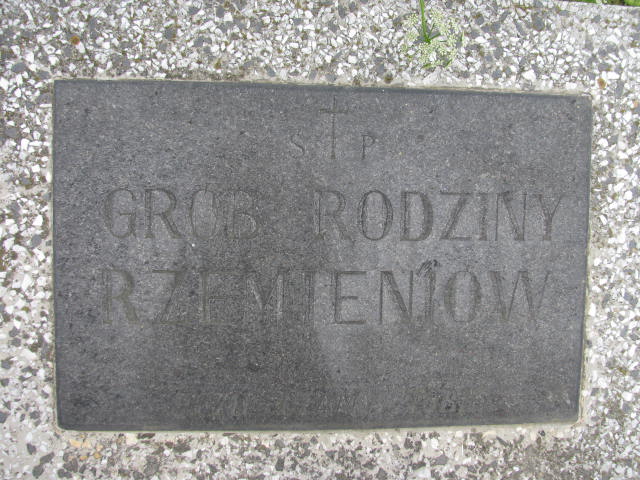 S P
GRÓB RODZINY
RZEMIENIÓW